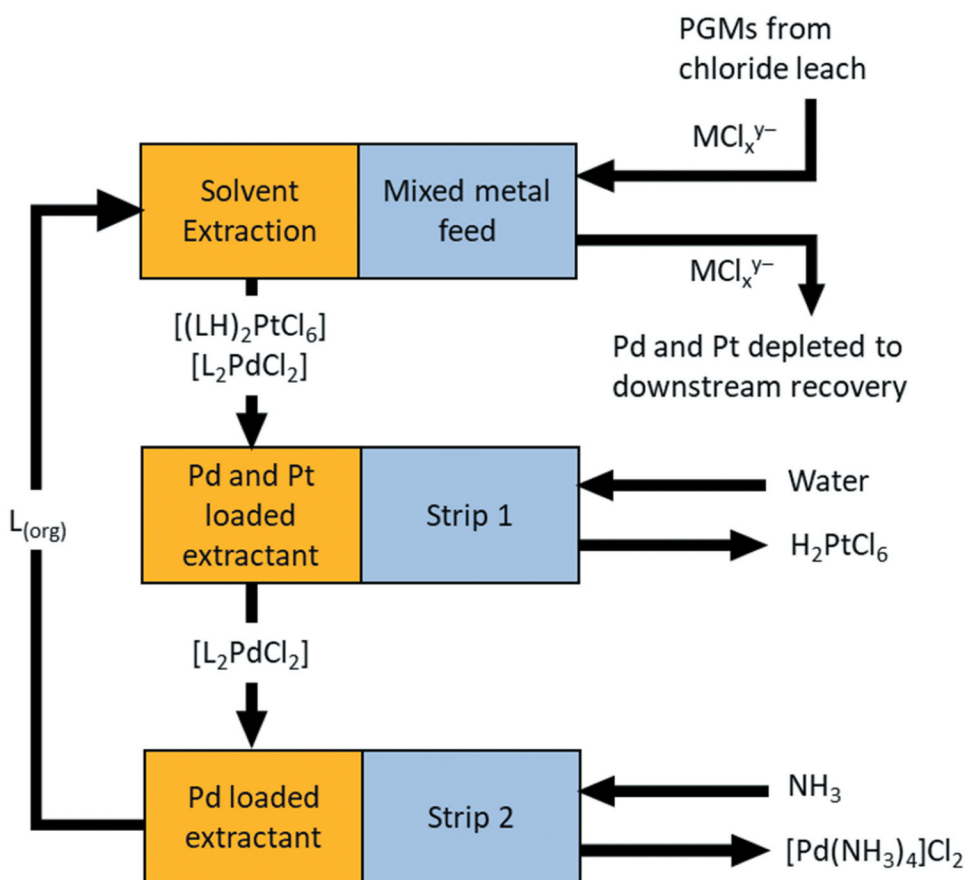 PGMs from
chloride leach
MClₓʸ⁻
Solvent
Extraction
Mixed metal
feed
MClₓʸ⁻
[(LH)₂PtCl₆]
[L₂PdCl₂]
Pd and Pt depleted to
downstream recovery
Pd and Pt
loaded
extractant
Strip 1
Water
H₂PtCl₆
L₍org₎
[L₂PdCl₂]
Pd loaded
extractant
Strip 2
NH₃
[Pd(NH₃)₄]Cl₂